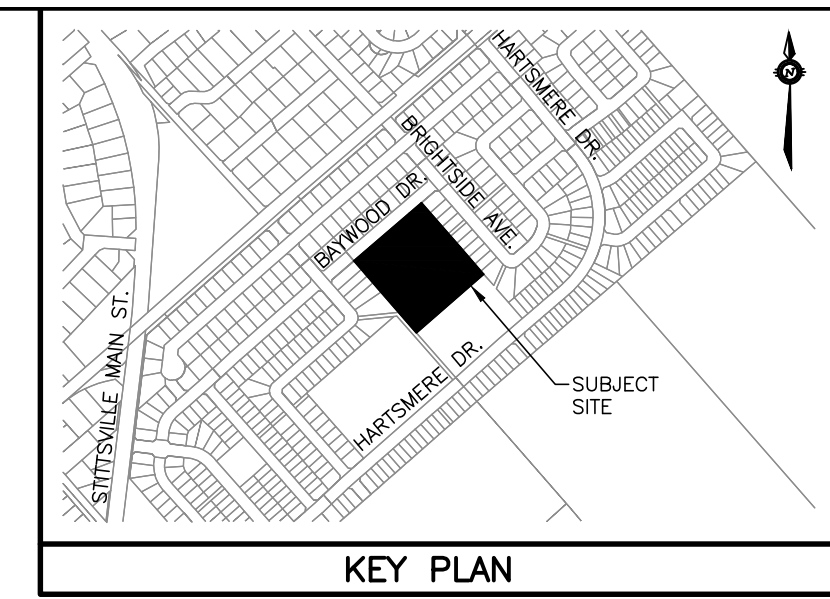 HARTSMERE DR.
N
BRIGHTSIDE AVE.
BAYWOOD DR.
STITTSVILLE MAIN ST.
HARTSMERE DR.
SUBJECT
SITE
KEY PLAN